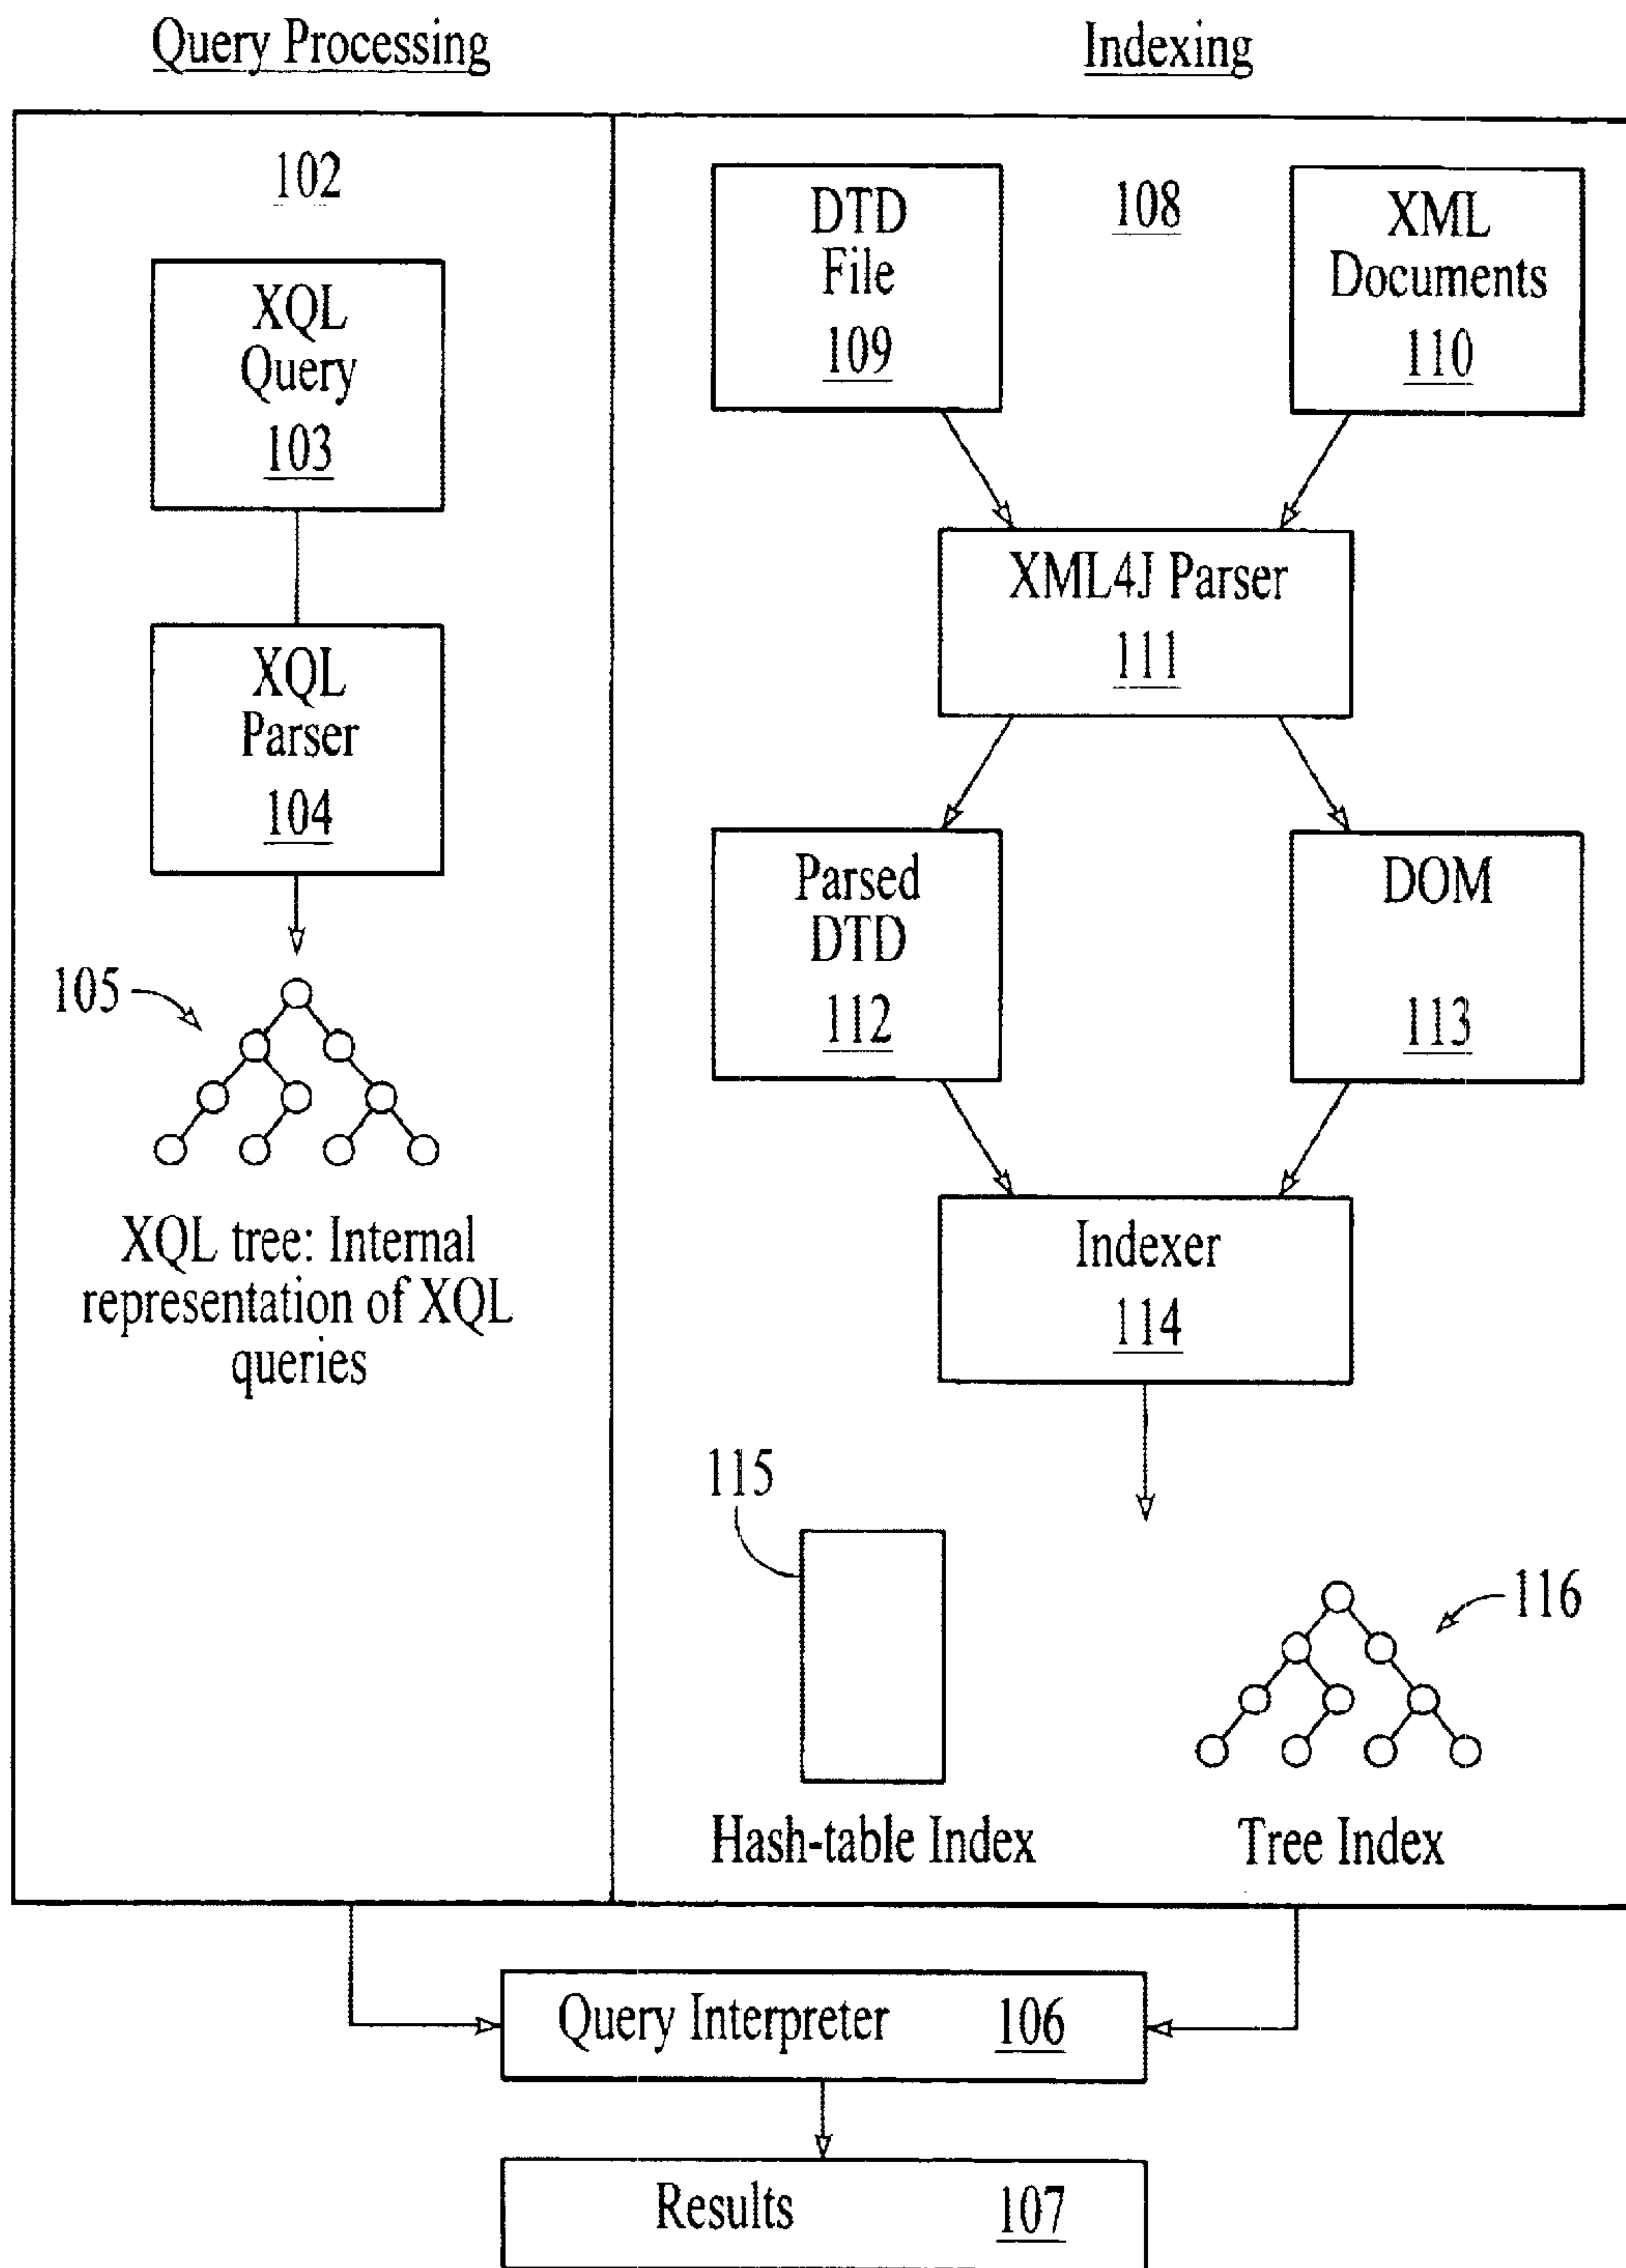 Query Processing
Indexing
102
XQL
Query
103
XQL
Parser
104
105
XQL tree: Internal
representation of XQL
queries
DTD
File
109
108
XML
Documents
110
XML4J Parser
111
Parsed
DTD
112
DOM
113
Indexer
114
115
116
Hash-table Index
Tree Index
Query Interpreter 106
Results 107